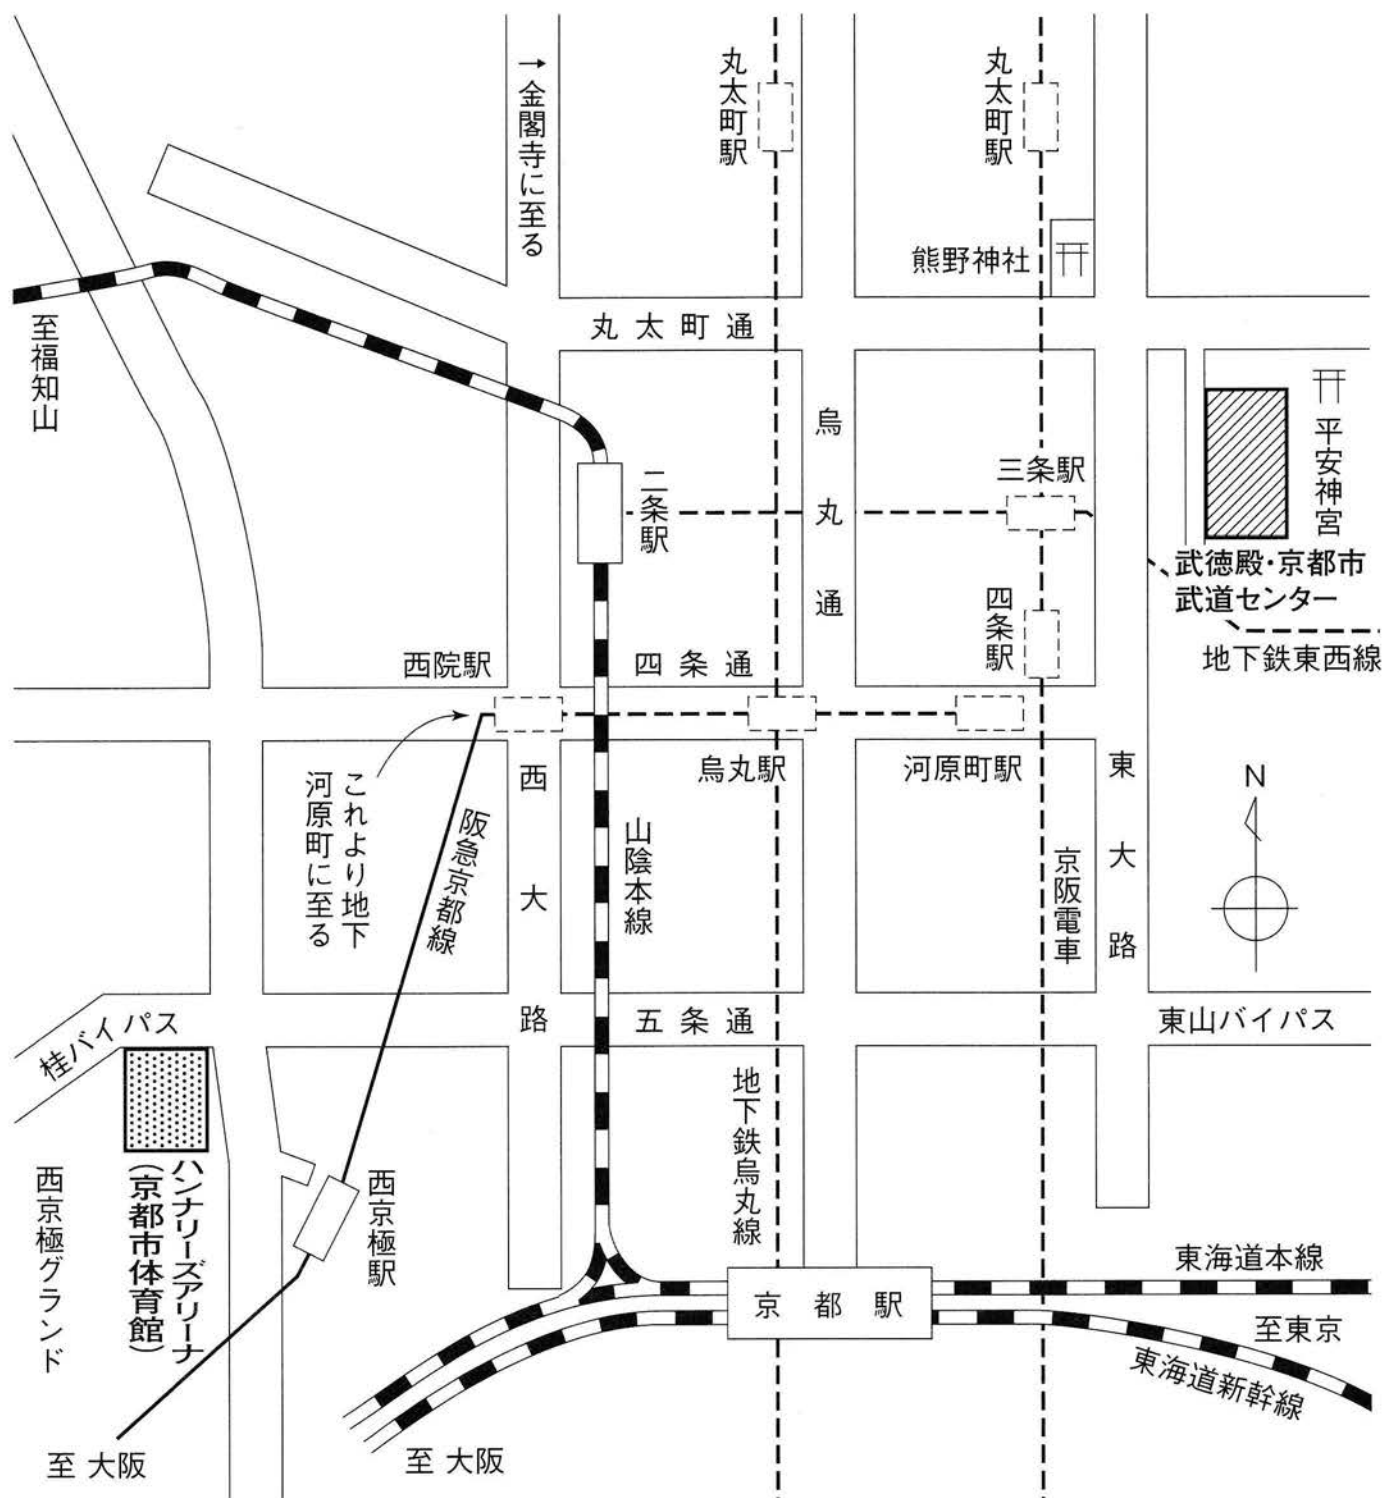 →金閣寺に至る
丸太町駅
丸太町駅
熊野神社
丸太町通
至福知山
烏丸通
平安神宮
三条駅
二条駅
武徳殿・京都市
武道センター
四条駅
地下鉄東西線
西院駅
四条通
烏丸駅
河原町駅
これより地下
河原町に至る
阪急京都線
西大路
山陰本線
京阪電車
東大路
N
桂バイパス
五条通
東山バイパス
地下鉄烏丸線
ハンナリーズアリーナ
(京都市体育館)
西京極グランド
西京極駅
京都駅
東海道本線
至東京
東海道新幹線
至 大阪
至 大阪